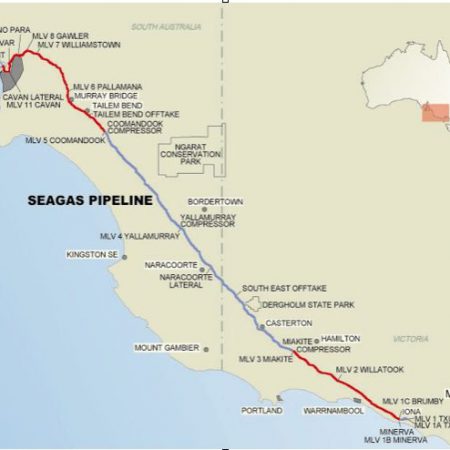 NO PARA
VAR
T
MLV 8 GAWLER
MLV 7 WILLIAMSTOWN
SOUTH AUSTRALIA
CAVAN LATERAL
MLV 11 CAVAN
MLV 6 PALLAMANA
MURRAY BRIDGE
TAILEM BEND
TAILEM BEND OFFTAKE
COOMANDOOK
COMPRESSOR
MLV 5 COOMANDOOK
NGARAT
CONSERVATION
PARK
SEAGAS PIPELINE
BORDERTOWN
YALLAMURRAY
COMPRESSOR
MLV 4 YALLAMURRAY
KINGSTON SE
NARACOORTE
NARACOORTE
LATERAL
SOUTH EAST OFFTAKE
DERGHOLM STATE PARK
CASTERTON
MIAKITE
COMPRESSOR
HAMILTON
VICTORIA
MOUNT GAMBIER
MLV 3 MIAKITE
MLV 2 WILLATOOK
PORTLAND
WARRNAMBOOL
MLV 1C BRUMBY
M
IONA
MLV 1 TXU
MLV 1A TX
MINERVA
MLV 1B MINERVA